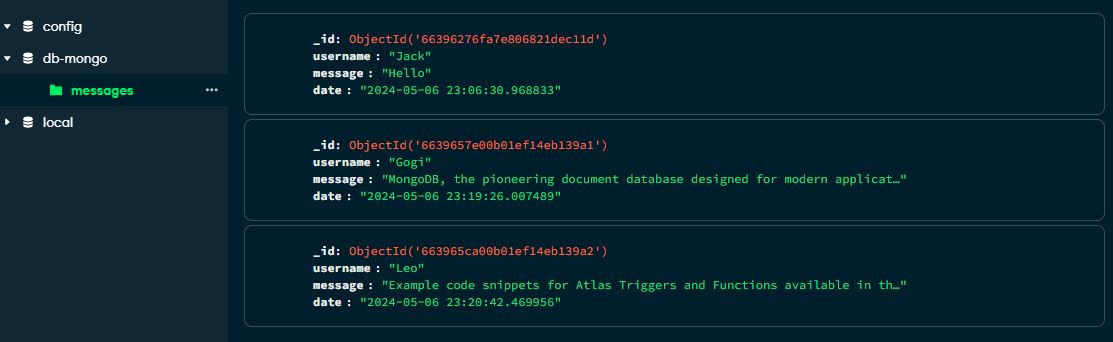 config
db-mongo
messages
local
_id: ObjectId('66396276fa7e806821dec11d')
username : "Jack"
message : "Hello"
date : "2024-05-06 23:06:30.968833"
_id: ObjectId('6639657e00b01ef14eb139a1')
username : "Gogi"
message : "MongoDB, the pioneering document database designed for modern applicat…"
date : "2024-05-06 23:19:26.007489"
_id: ObjectId('663965ca00b01ef14eb139a2')
username : "Leo"
message : "Example code snippets for Atlas Triggers and Functions available in th…"
date : "2024-05-06 23:20:42.469956"